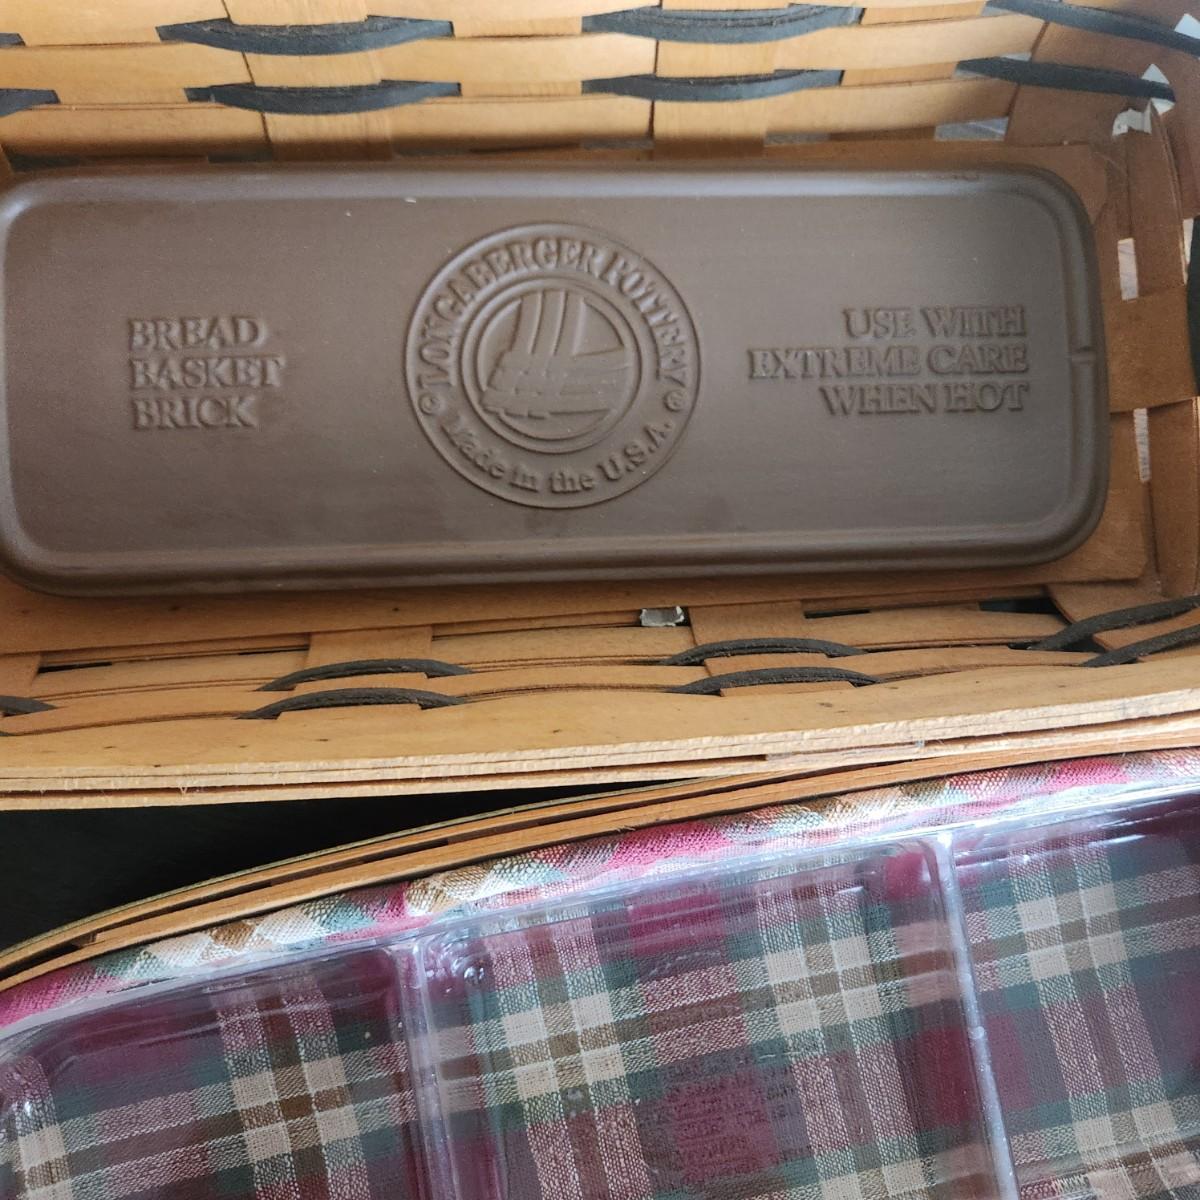 BREAD
BASKET
BRICK
LONGABERGER POTTERY ®
Made in the U.S.A.
USE WITH
EXTREME CARE
WHEN HOT